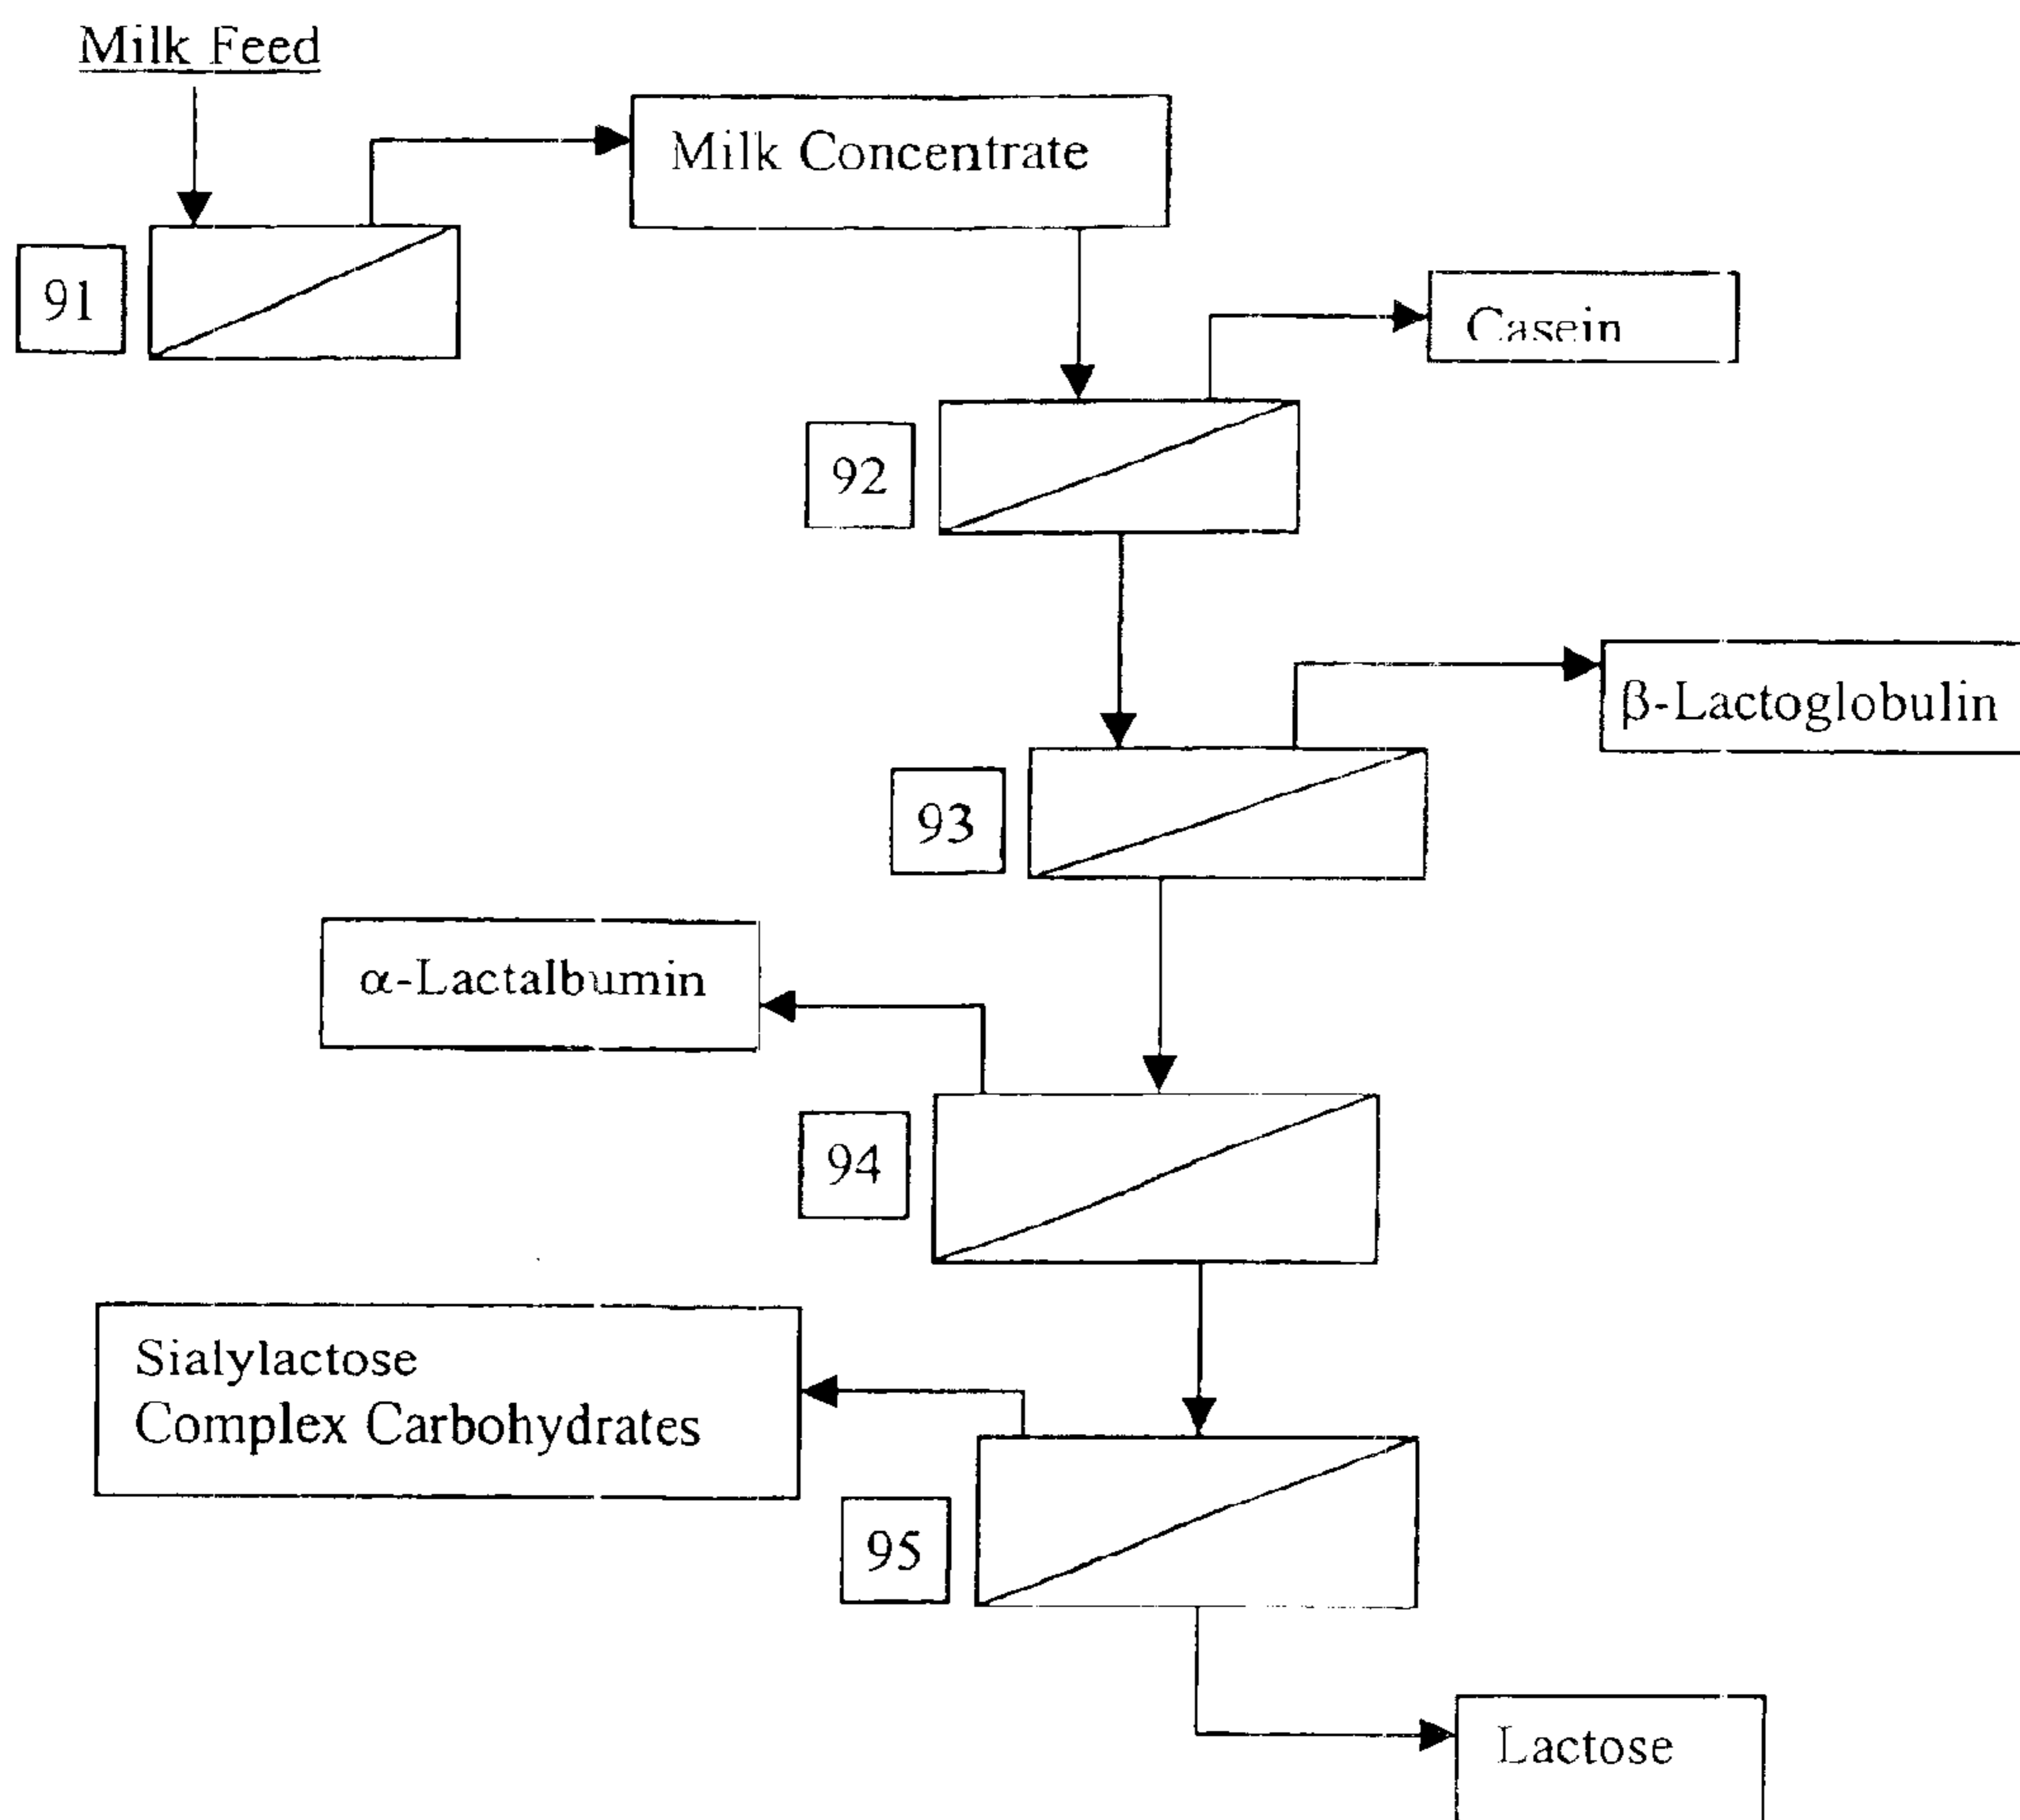 Milk Feed
Milk Concentrate
91
Casein
92
β-Lactoglobulin
93
α-Lactalbumin
94
Sialylactose
Complex Carbohydrates
95
Lactose